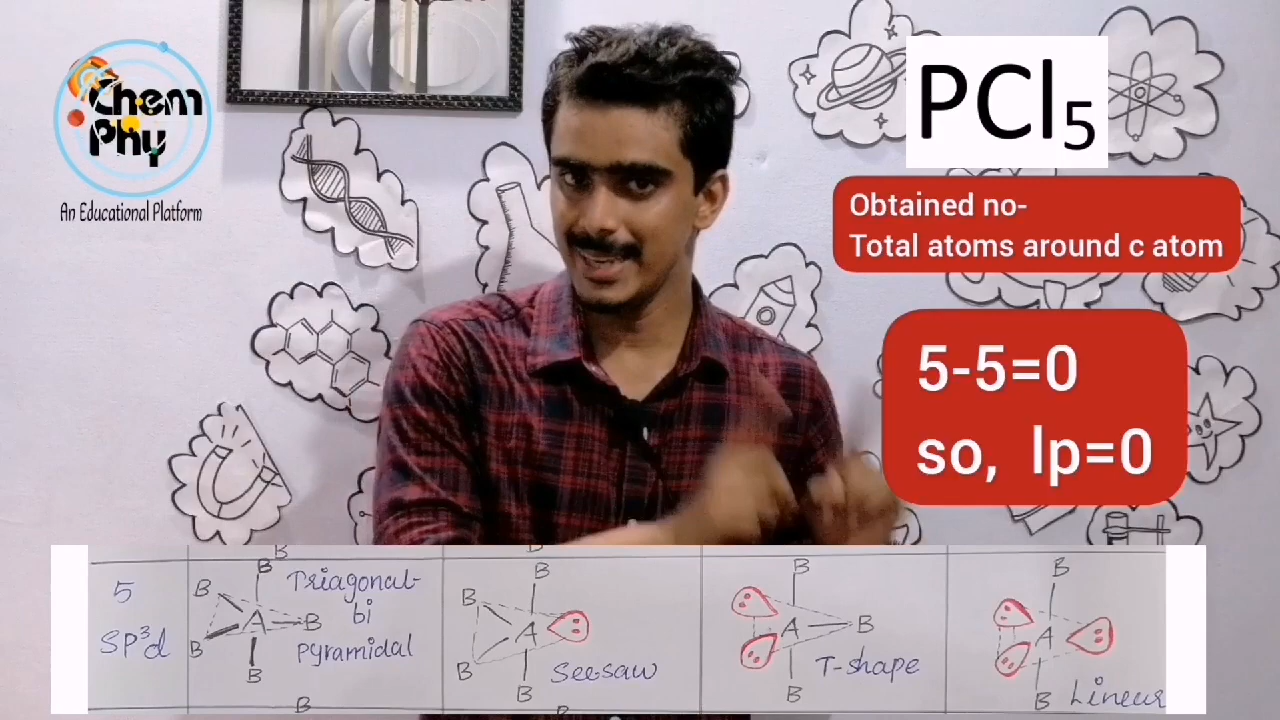 Chem
Phy
An Educational Platform
PCl₅
Obtained no-
Total atoms around c atom
5-5=0
so, lp=0
5
SP³d
B
B
B
A
B
B
B
B
Triagonal-
bi
Pyramidal
B
B
B
A
B
B
B
Seesaw
B
A
B
B
T-shape
B
A
B
Linear